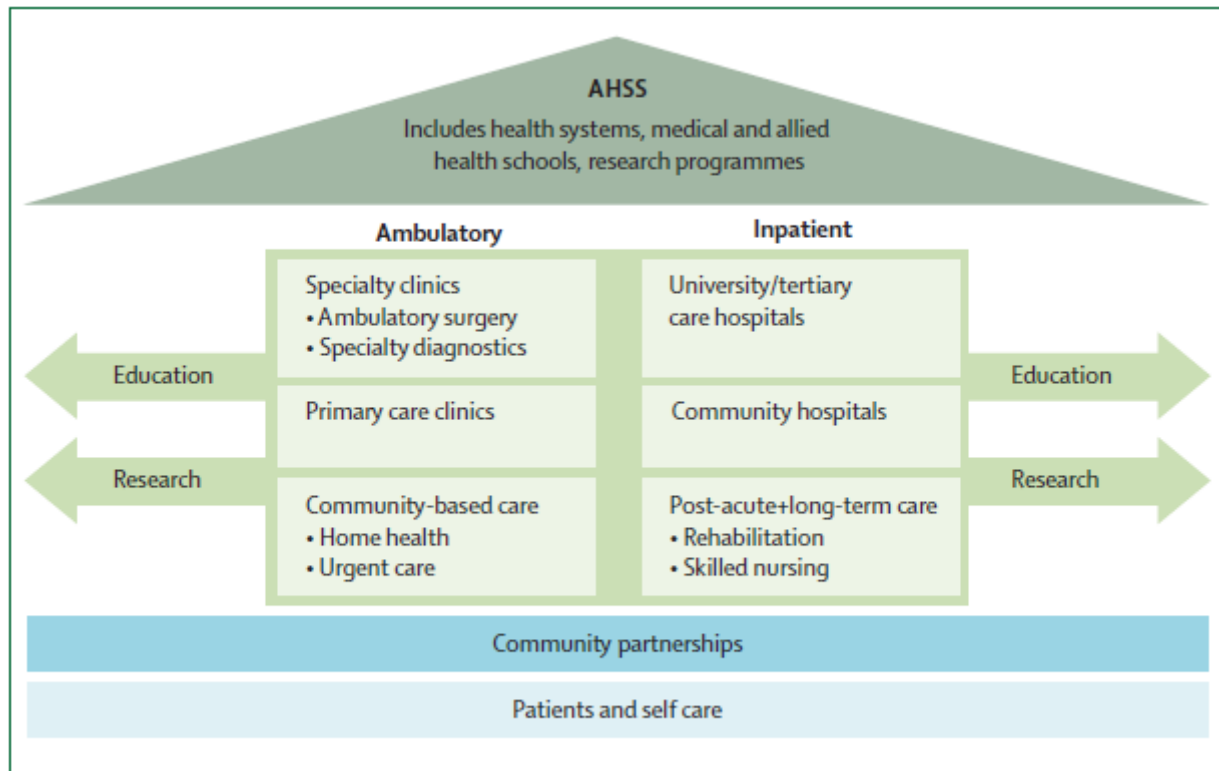 AHSS
Includes health systems, medical and allied
health schools, research programmes
Ambulatory
Inpatient
Specialty clinics
• Ambulatory surgery
• Specialty diagnostics
University/tertiary
care hospitals
Education
Education
Primary care clinics
Community hospitals
Research
Research
Community-based care
• Home health
• Urgent care
Post-acute+long-term care
• Rehabilitation
• Skilled nursing
Community partnerships
Patients and self care